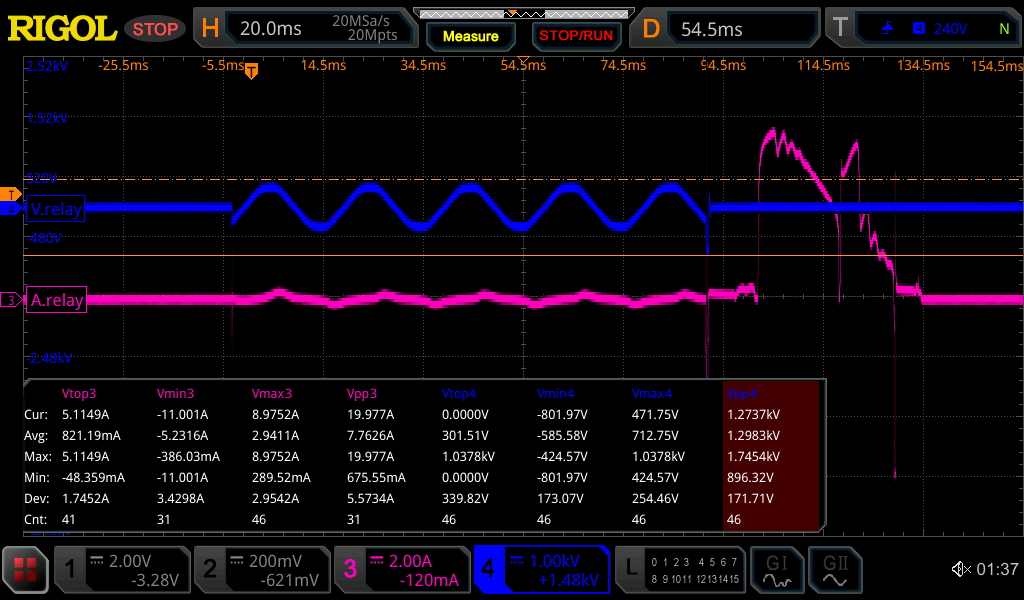 RIGOL STOP H 20.0ms 20MSa/s 20Mpts Measure STOP/RUN D 54.5ms T 1 240V N
2.52kV -25.5ms -5.5ms 14.5ms 34.5ms 54.5ms 74.5ms 94.5ms 114.5ms 134.5ms 154.5ms
T
1.52kV
520V
T
4 V.relay
-480V
3 A.relay
-2.48kV
Vtop3 Vmin3 Vmax3 Vpp3 Vtop4 Vmin4 Vmax4 Vpp4
Cur: 5.1149A -11.001A 8.9752A 19.977A 0.0000V -801.97V 471.75V 1.2737kV
Avg: 821.19mA -5.2316A 2.9411A 7.7626A 301.51V -585.58V 712.75V 1.2983kV
Max: 5.1149A -386.03mA 8.9752A 19.977A 1.0378kV -424.57V 1.0378kV 1.7454kV
Min: -48.359mA -11.001A 289.52mA 675.55mA 0.0000V -801.97V 424.57V 896.32V
Dev: 1.7452A 3.4298A 2.9542A 5.5734A 339.82V 173.07V 254.46V 171.71V
Cnt: 41 31 46 31 46 46 46 46
1 2.00V -3.28V 2 200mV -621mV 3 2.00A -120mA 4 1.00kV +1.48kV L 0 1 2 3 4 5 6 7 8 9 10 11 12 13 14 15 GI GII 01:37